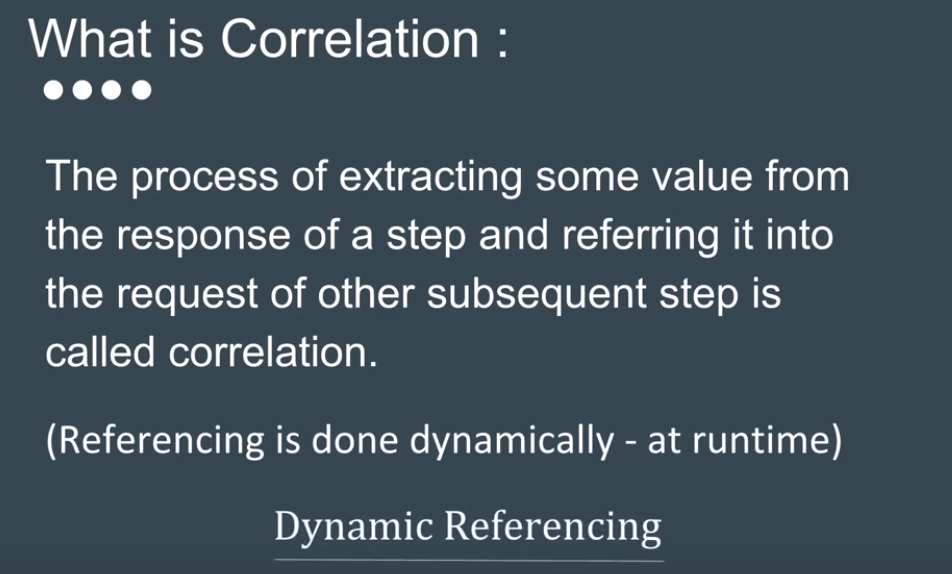 What is Correlation :
The process of extracting some value from
the response of a step and referring it into
the request of other subsequent step is
called correlation.
(Referencing is done dynamically - at runtime)
Dynamic Referencing